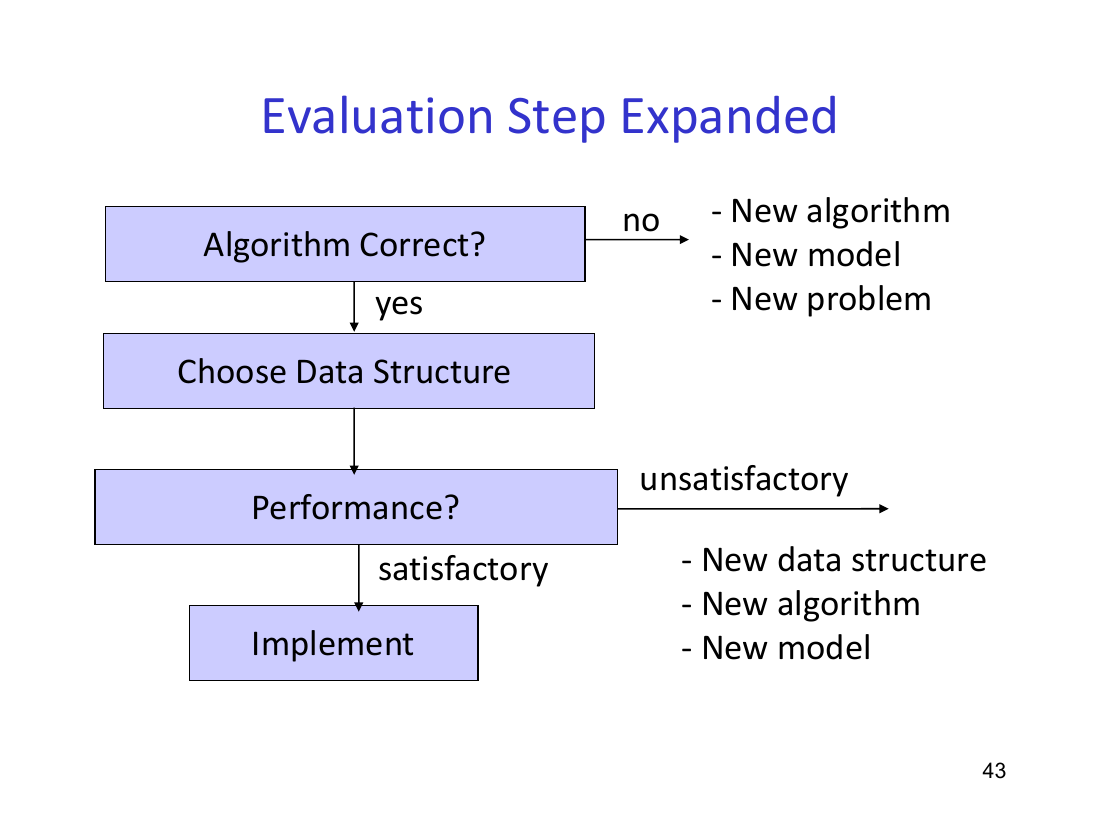 Evaluation Step Expanded
Algorithm Correct?
no
- New algorithm
- New model
- New problem
yes
Choose Data Structure
Performance?
unsatisfactory
- New data structure
- New algorithm
- New model
satisfactory
Implement
43